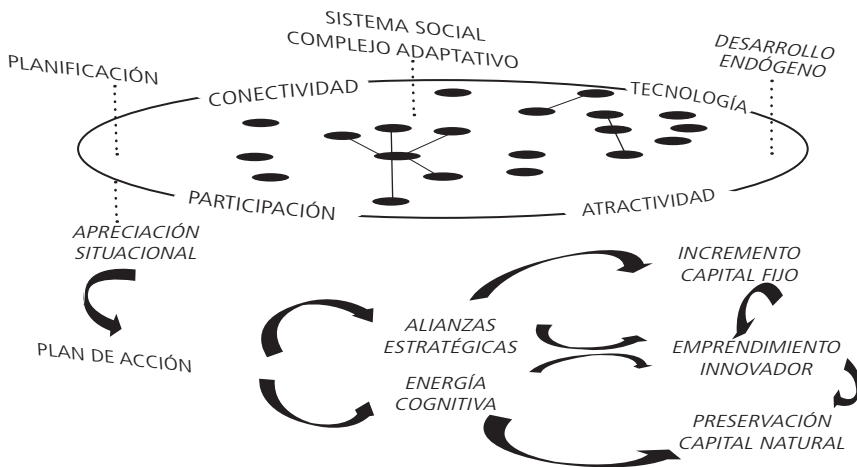 SISTEMA SOCIAL
COMPLEJO ADAPTATIVO
DESARROLLO
ENDÓGENO
PLANIFICACIÓN
CONECTIVIDAD
TECNOLOGÍA
PARTICIPACIÓN
ATRACTIVIDAD
APRECIACIÓN
SITUACIONAL
INCREMENTO
CAPITAL FIJO
PLAN DE ACCIÓN
ALIANZAS
ESTRATÉGICAS
EMPRENDIMIENTO
INNOVADOR
ENERGÍA
COGNITIVA
PRESERVACIÓN
CAPITAL NATURAL